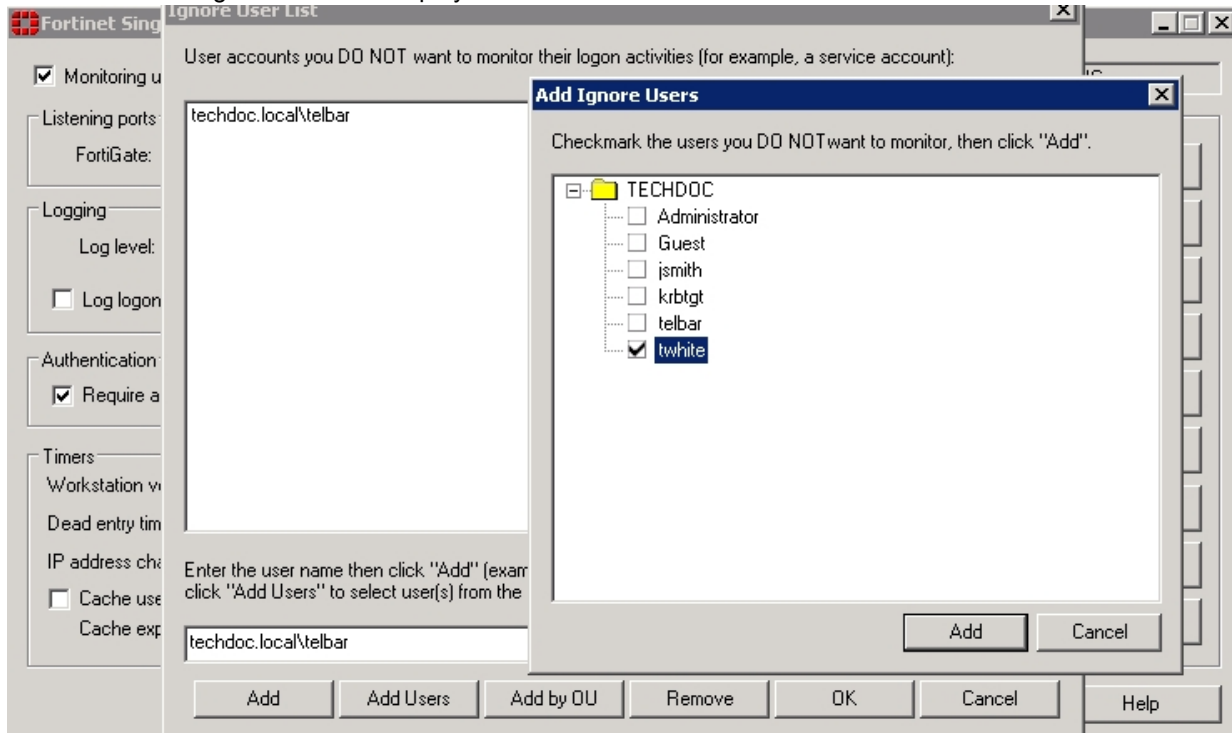 Ignore User List
Fortinet Sing
User accounts you DO NOT want to monitor their logon activities (for example, a service account):
Monitoring u
Add Ignore Users
Listening ports
techdoc.local\telbar
Checkmark the users you DO NOTwant to monitor, then click "Add".
FortiGate:
TECHDOC
Logging
Administrator
Log level:
Guest
jsmith
Log logon
krbtgt
telbar
Authentication
twhite
Require a
Timers
Workstation v
Dead entry tim
IP address cha
Enter the user name then click "Add" (exam
click "Add Users" to select user(s) from the
Cache use
Cache exp
techdoc.local\telbar
Add
Cancel
Add
Add Users
Add by OU
Remove
OK
Cancel
Help